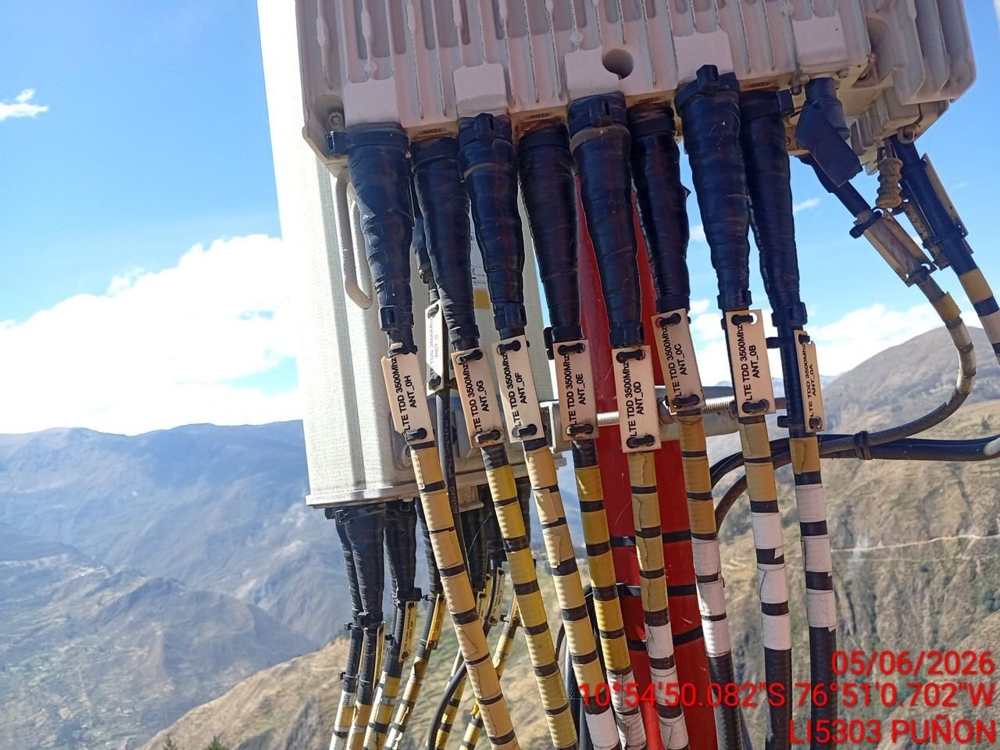 LTE TDD 3500Mhz
ANT_0H
LTE TDD 3500Mhz
ANT_0G
LTE TDD 3500Mhz
ANT_0F
LTE TDD 3500Mhz
ANT_0E
LTE TDD 3500Mhz
ANT_0D
LTE TDD 3500Mhz
ANT_0C
LTE TDD 3500Mhz
ANT_0B
LTE TDD 3500Mhz
ANT_0A
05/06/2026
10°54'50.082"S 76°51'0.702"W
LI5303 PUÑON